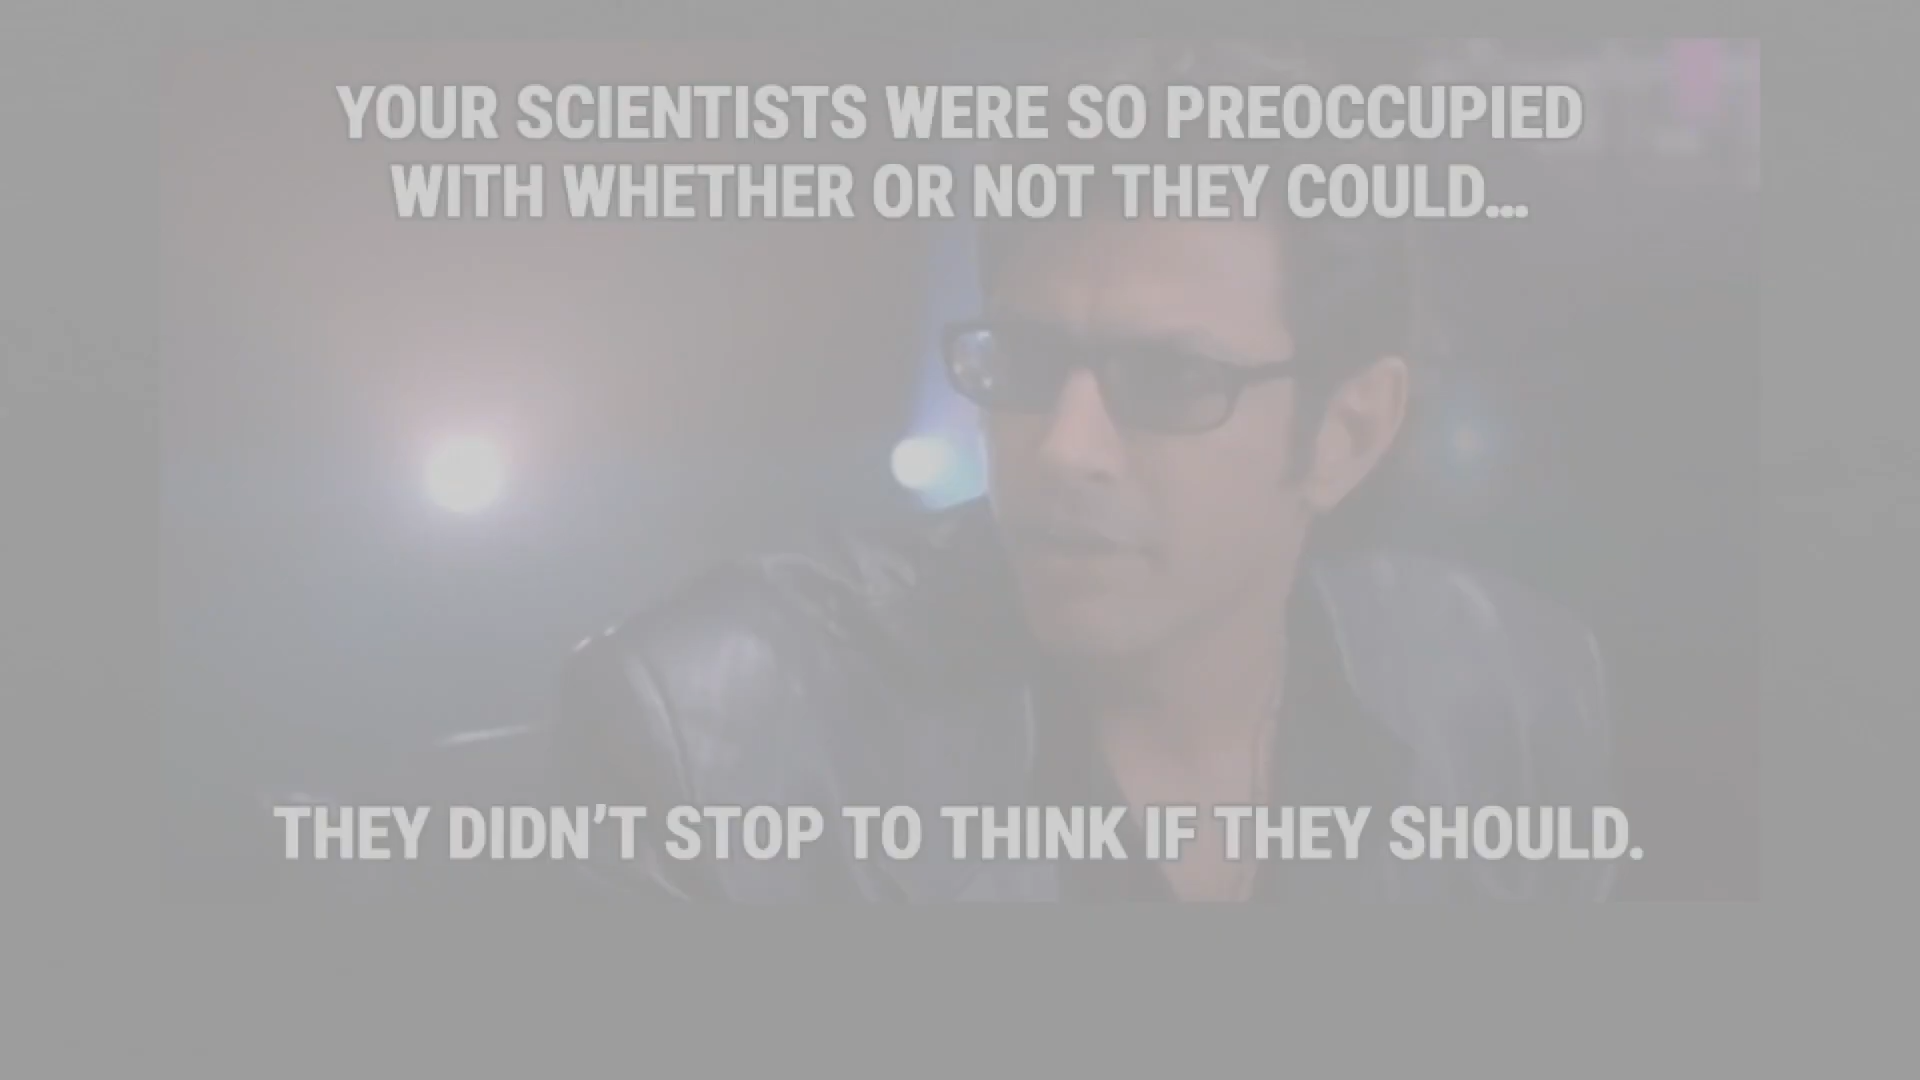 YOUR SCIENTISTS WERE SO PREOCCUPIED
WITH WHETHER OR NOT THEY COULD...
THEY DIDN’T STOP TO THINK IF THEY SHOULD.